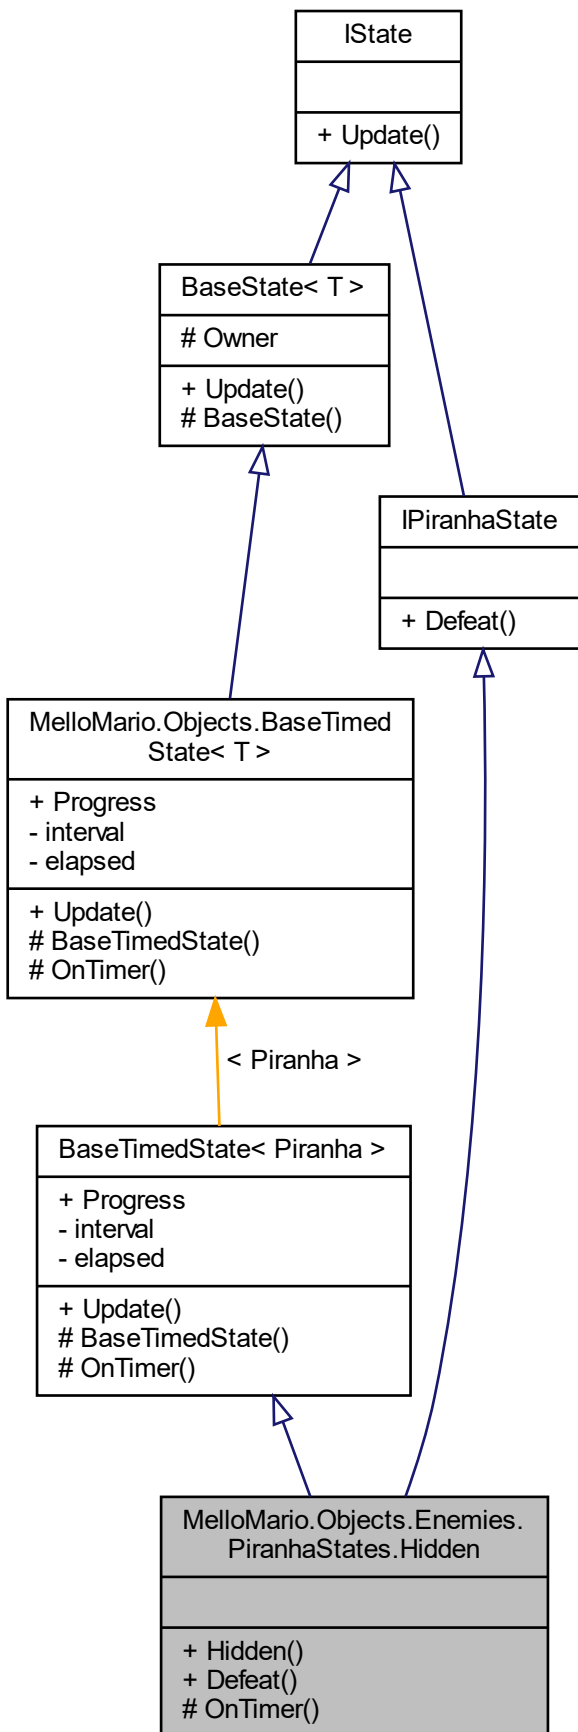 IState
+ Update()
BaseState< T >
# Owner
+ Update()
# BaseState()
IPiranhaState
+ Defeat()
MelloMario.Objects.BaseTimed
State< T >
+ Progress
- interval
- elapsed
+ Update()
# BaseTimedState()
# OnTimer()
< Piranha >
BaseTimedState< Piranha >
+ Progress
- interval
- elapsed
+ Update()
# BaseTimedState()
# OnTimer()
MelloMario.Objects.Enemies.
PiranhaStates.Hidden
+ Hidden()
+ Defeat()
# OnTimer()